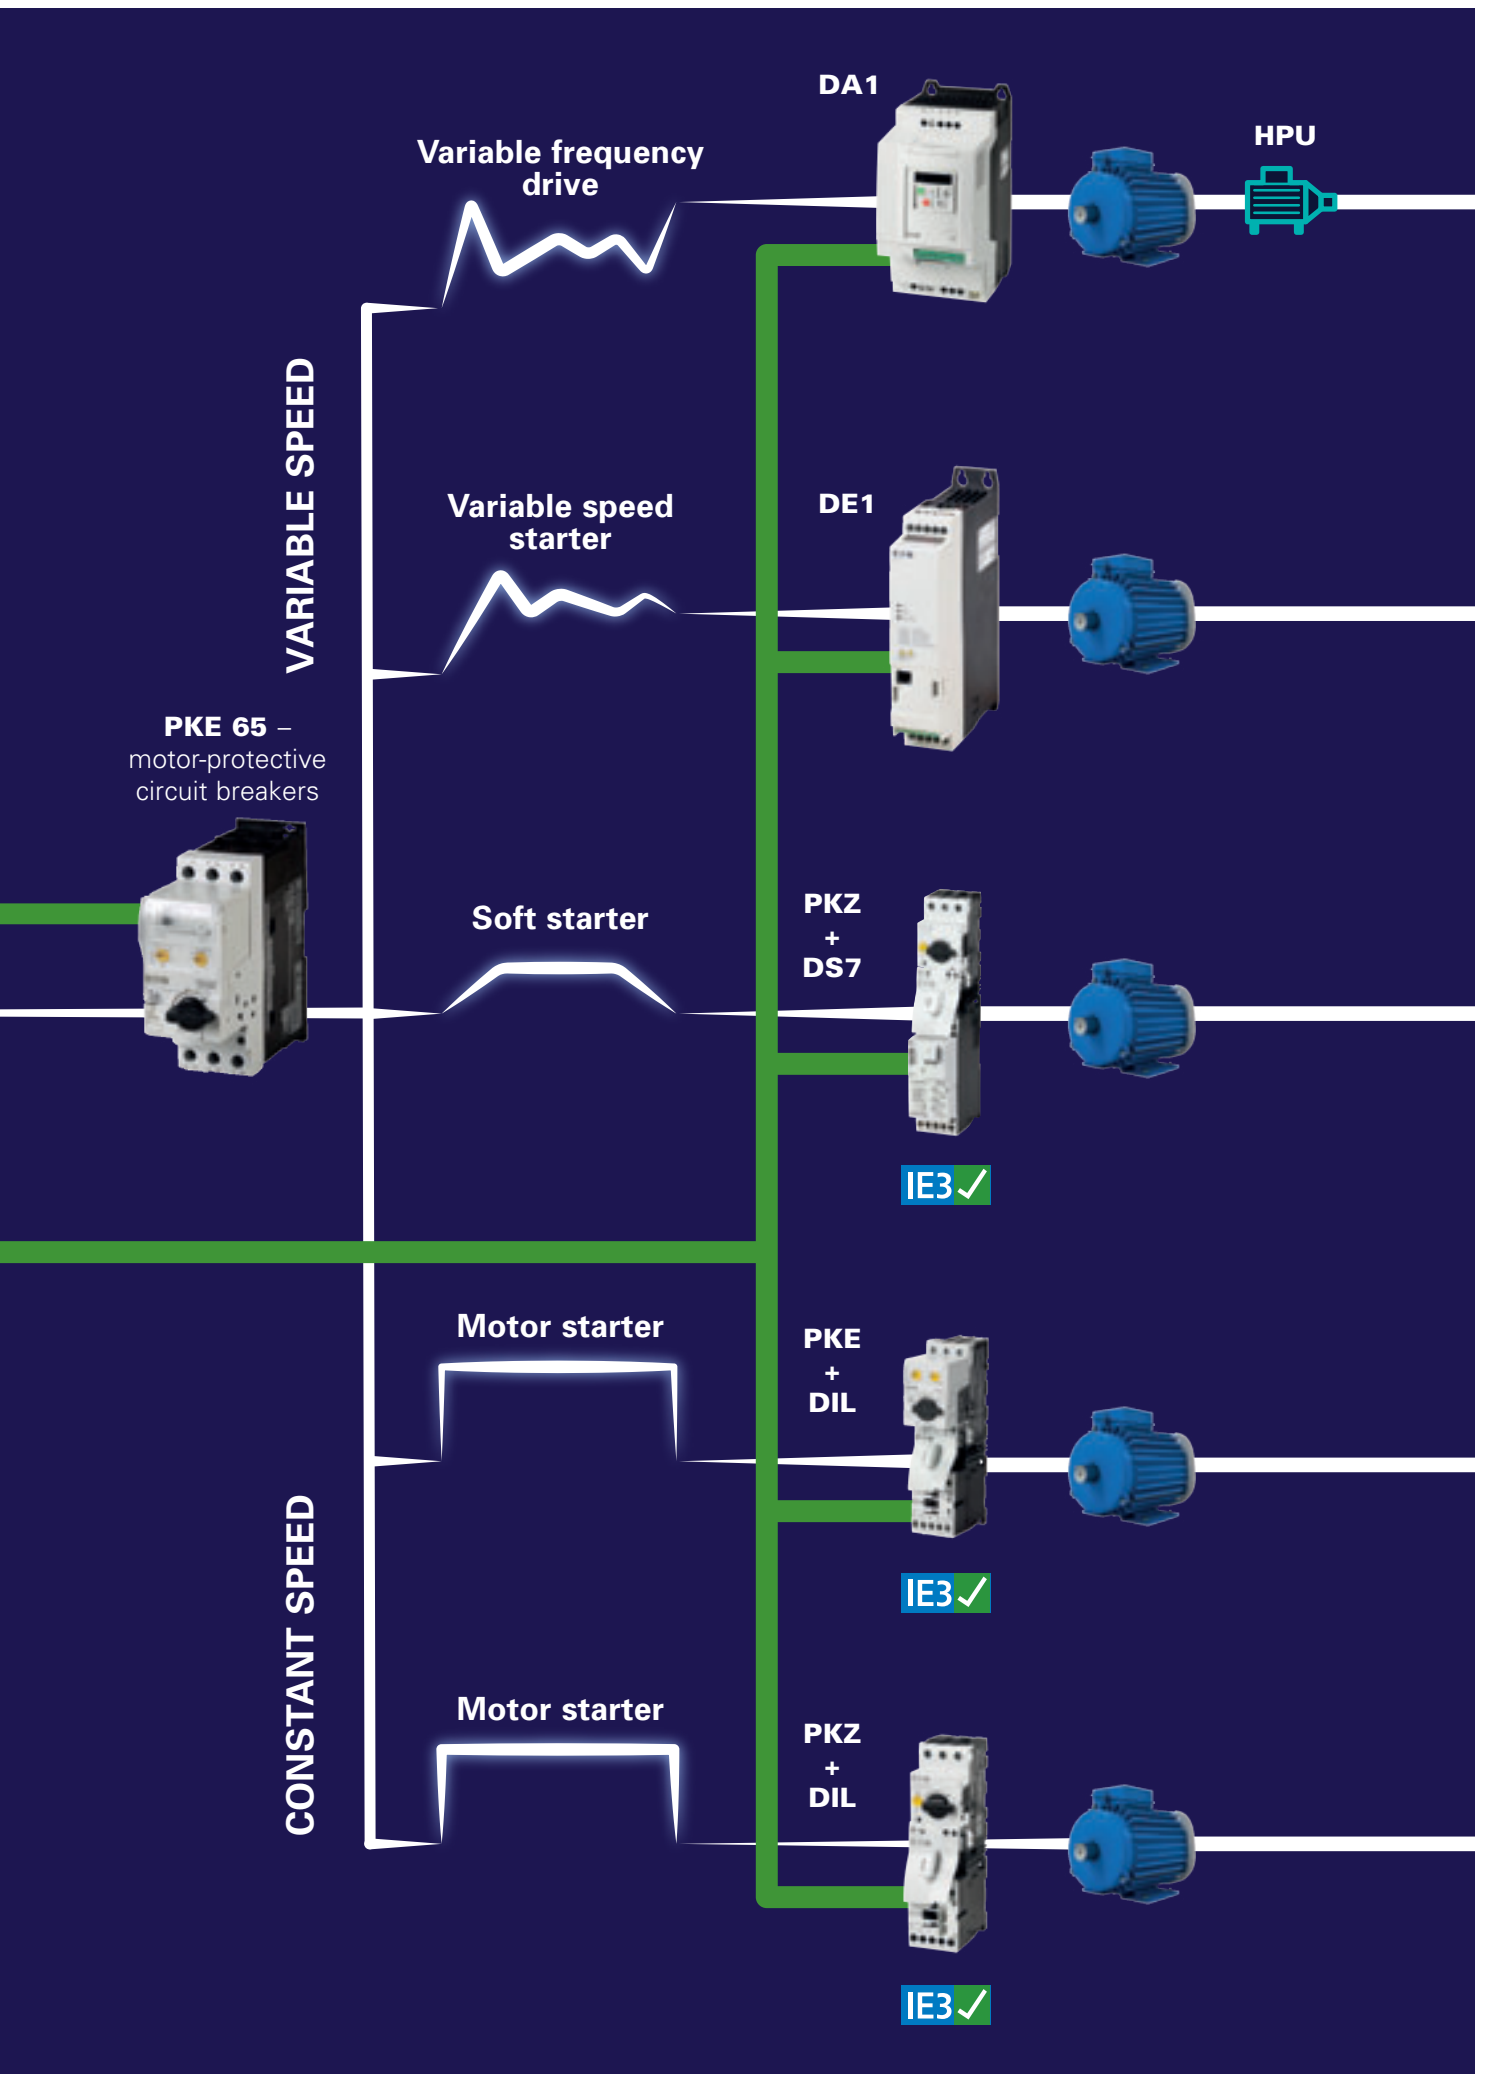 DA1
HPU
Variable frequency
drive
VARIABLE SPEED
Variable speed
starter
DE1
PKE 65 –
motor-protective
circuit breakers
Soft starter
PKZ
+
DS7
IE3
Motor starter
PKE
+
DIL
IE3
CONSTANT SPEED
Motor starter
PKZ
+
DIL
IE3